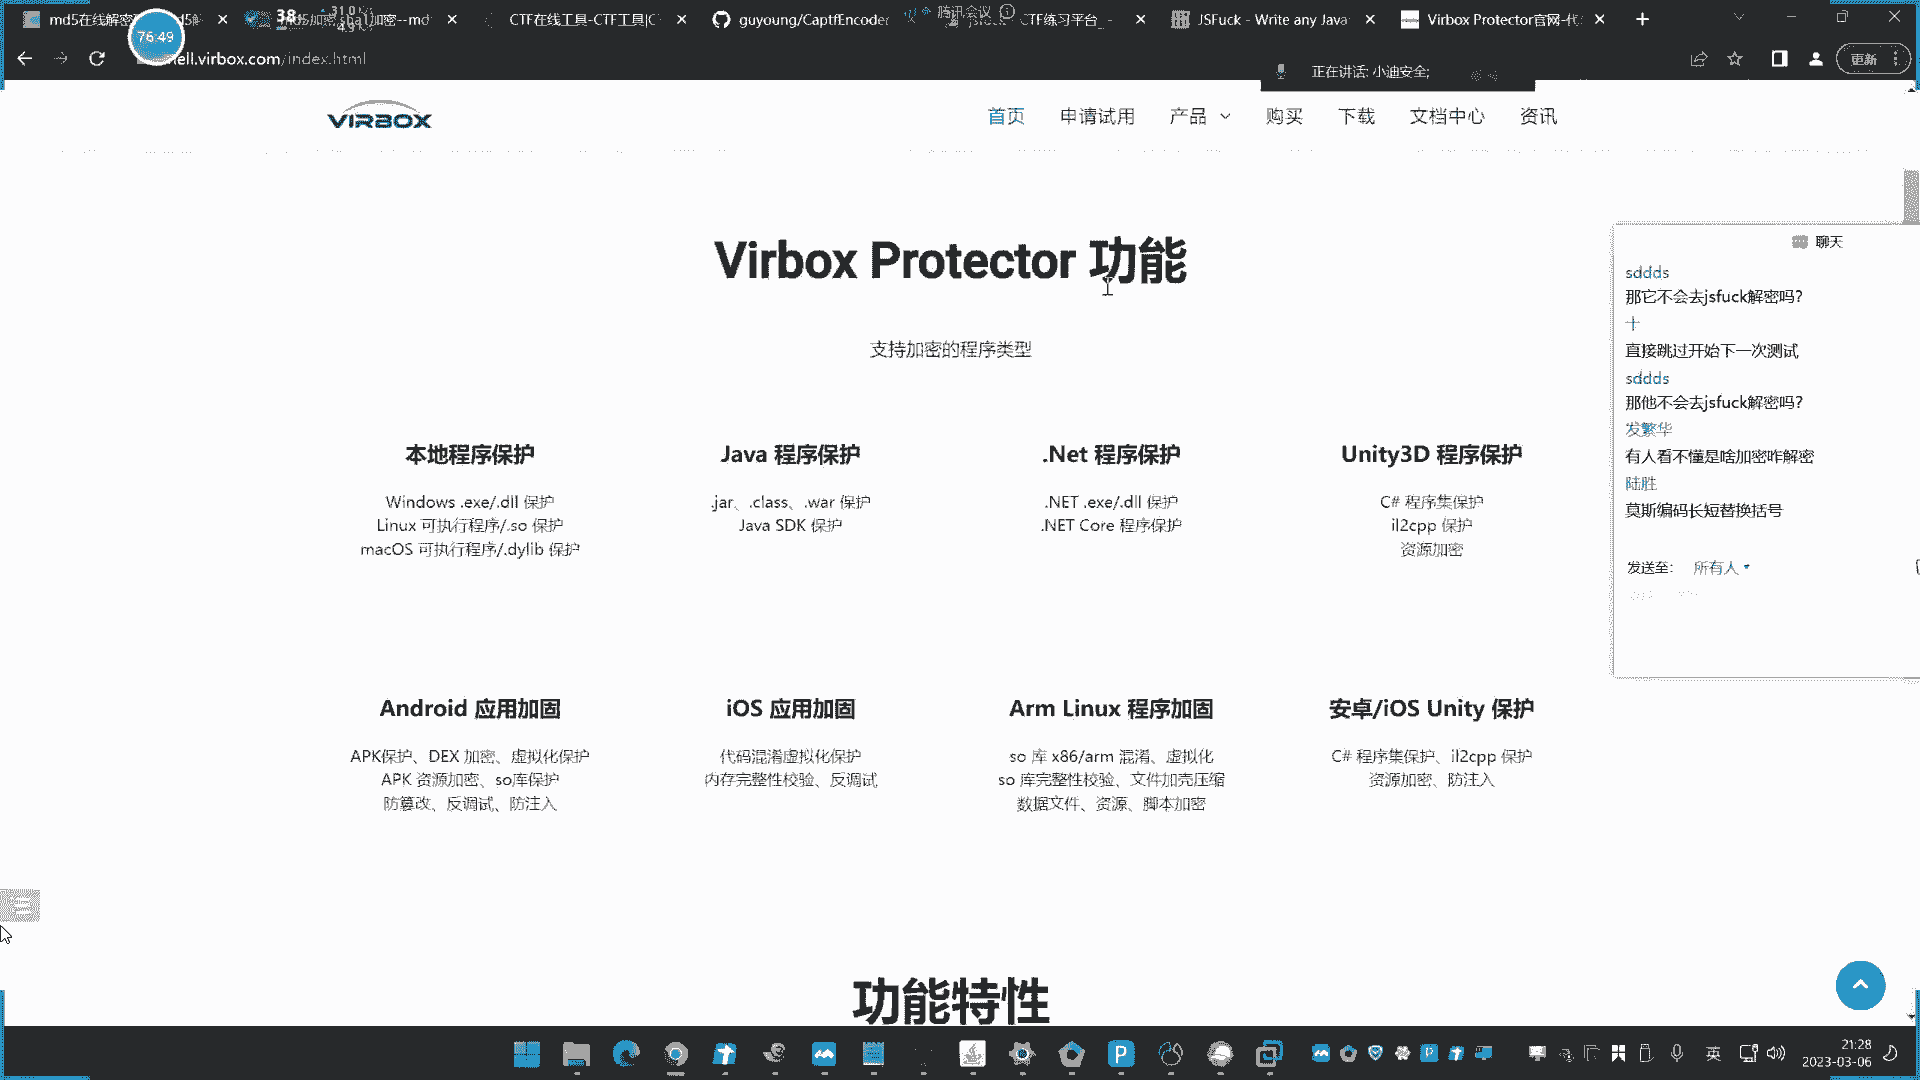 md5在线解密
md5加密,sha1加密--md
CTF在线工具-CTF工具|C
guyoung/CaptfEncoder
CTF练习平台_
JSFuck - Write any Java
Virbox Protector官网-代
38
31.0
4.9
腾讯会议
76:49
ell.virbox.com/index.html
更新
正在讲话: 小迪安全;
VIRBOX
首页
申请试用
产品
购买
下载
文档中心
资讯
Virbox Protector 功能
支持加密的程序类型
本地程序保护
Windows .exe/.dll 保护
Linux 可执行程序/.so 保护
macOS 可执行程序/.dylib 保护
Java 程序保护
.jar、.class、.war 保护
Java SDK 保护
.Net 程序保护
.NET .exe/.dll 保护
.NET Core 程序保护
Unity3D 程序保护
C# 程序集保护
il2cpp 保护
资源加密
Android 应用加固
APK保护、DEX 加密、虚拟化保护
APK 资源加密、so库保护
防篡改、反调试、防注入
iOS 应用加固
代码混淆虚拟化保护
内存完整性校验、反调试
Arm Linux 程序加固
so 库 x86/arm 混淆、虚拟化
so 库完整性校验、文件加壳压缩
数据文件、资源、脚本加密
安卓/iOS Unity 保护
C# 程序集保护、il2cpp 保护
资源加密、防注入
功能特性
聊天
sddds
那它不会去jsfuck解密吗?
十
直接跳过开始下一次测试
sddds
那他不会去jsfuck解密吗?
发繁华
有人看不懂是啥加密咋解密
陆胜
莫斯编码长短替换括号
发送至:
所有人
英
21:28
2023-03-06